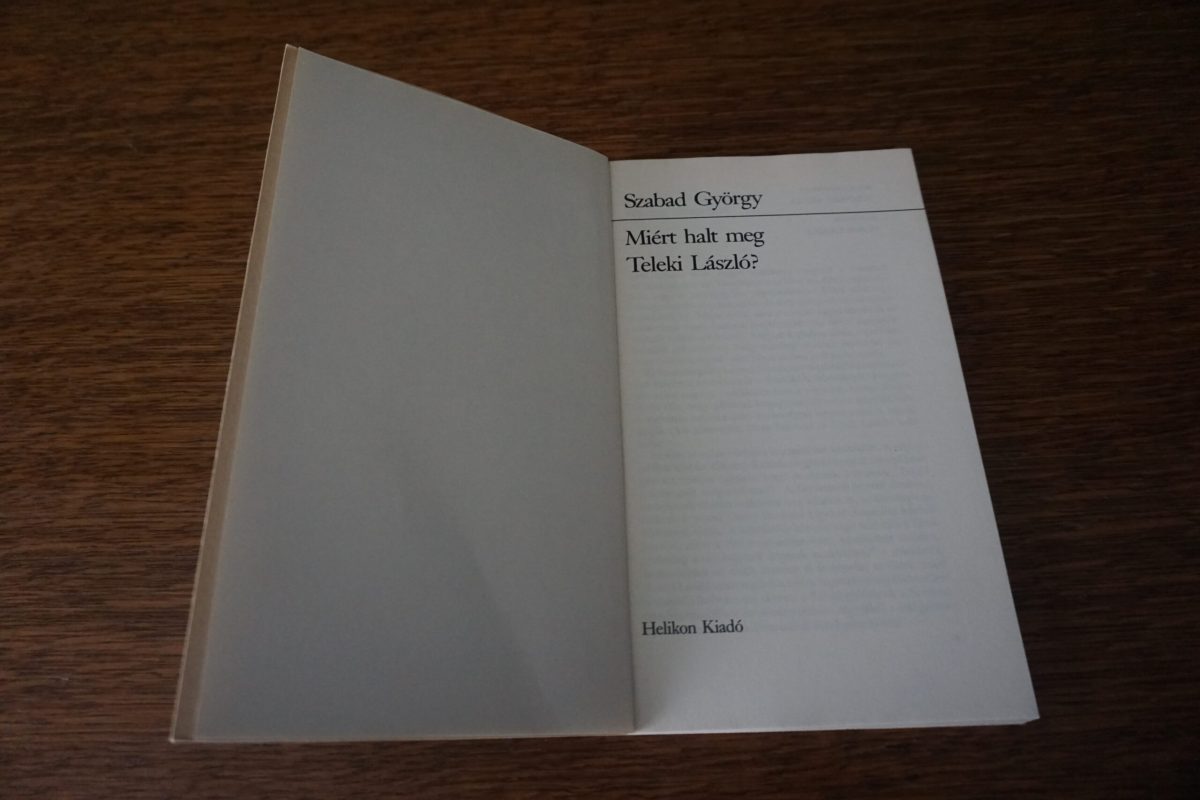 Szabad György
Miért halt meg
Teleki László?
Helikon Kiadó